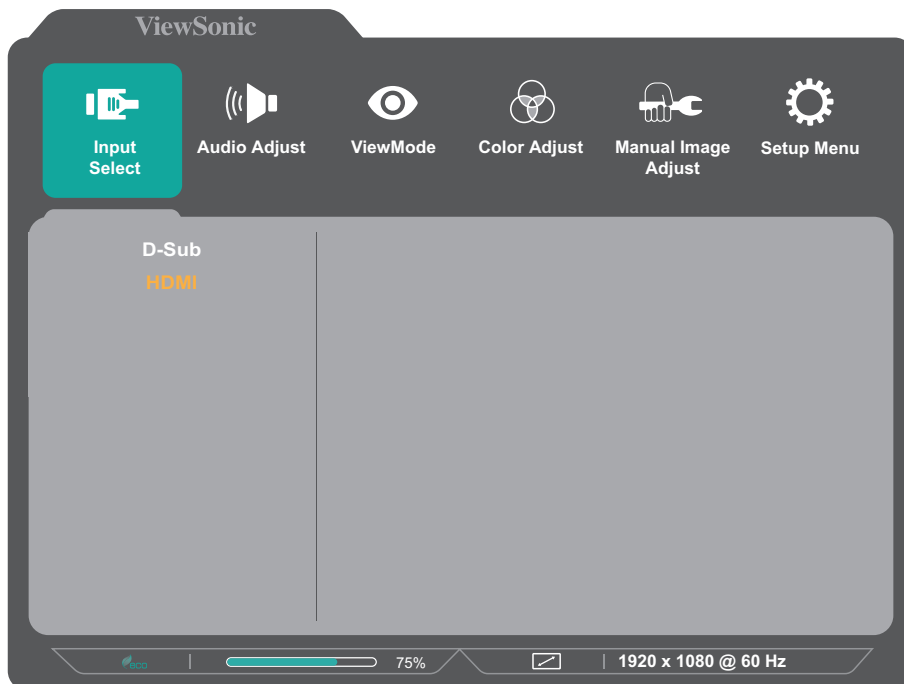 ViewSonic
Input Select
Audio Adjust
ViewMode
Color Adjust
Manual Image Adjust
Setup Menu
D-Sub
HDMI
eco
75%
1920 x 1080 @ 60 Hz